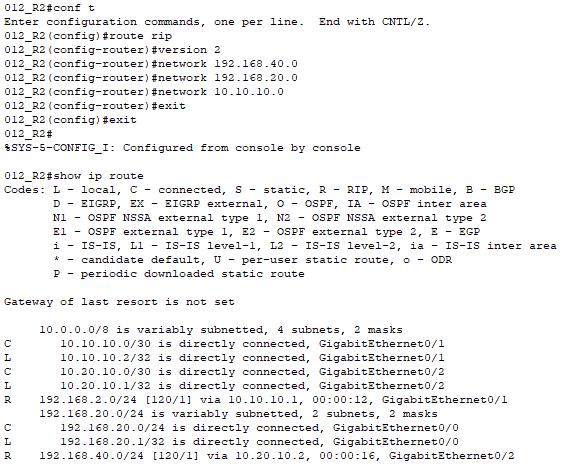 012_R2#conf t
Enter configuration commands, one per line.  End with CNTL/Z.
012_R2(config)#route rip
012_R2(config-router)#version 2
012_R2(config-router)#network 192.168.40.0
012_R2(config-router)#network 192.168.20.0
012_R2(config-router)#network 10.10.10.0
012_R2(config-router)#exit
012_R2(config)#exit
012_R2#
%SYS-5-CONFIG_I: Configured from console by console

012_R2#show ip route
Codes: L - local, C - connected, S - static, R - RIP, M - mobile, B - BGP
       D - EIGRP, EX - EIGRP external, O - OSPF, IA - OSPF inter area
       N1 - OSPF NSSA external type 1, N2 - OSPF NSSA external type 2
       E1 - OSPF external type 1, E2 - OSPF external type 2, E - EGP
       i - IS-IS, L1 - IS-IS level-1, L2 - IS-IS level-2, ia - IS-IS inter area
       * - candidate default, U - per-user static route, o - ODR
       P - periodic downloaded static route

Gateway of last resort is not set

     10.0.0.0/8 is variably subnetted, 4 subnets, 2 masks
C       10.10.10.0/30 is directly connected, GigabitEthernet0/1
L       10.10.10.2/32 is directly connected, GigabitEthernet0/1
C       10.20.10.0/30 is directly connected, GigabitEthernet0/2
L       10.20.10.1/32 is directly connected, GigabitEthernet0/2
R    192.168.2.0/24 [120/1] via 10.10.10.1, 00:00:12, GigabitEthernet0/1
     192.168.20.0/24 is variably subnetted, 2 subnets, 2 masks
C       192.168.20.0/24 is directly connected, GigabitEthernet0/0
L       192.168.20.1/32 is directly connected, GigabitEthernet0/0
R    192.168.40.0/24 [120/1] via 10.20.10.2, 00:00:16, GigabitEthernet0/2